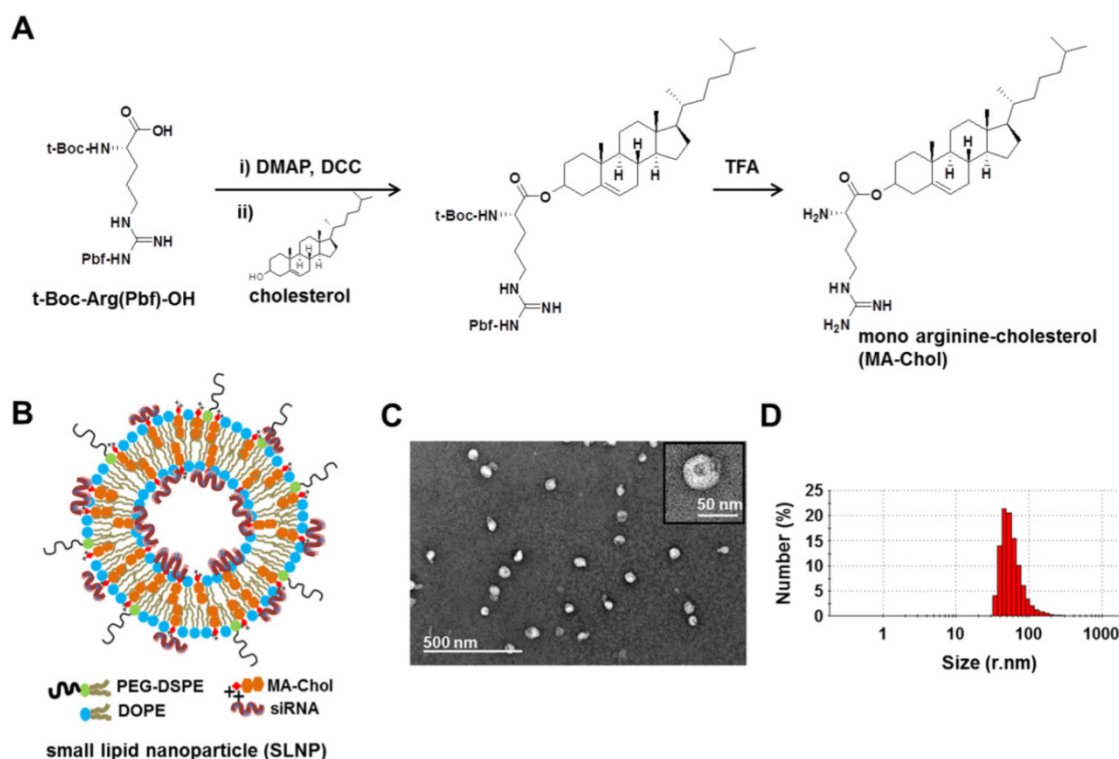 A
t-Boc-HN
O
OH
HN
NH
Pbf-HN
t-Boc-Arg(Pbf)-OH
i) DMAP, DCC
ii)
H
H
H
HO
cholesterol
H
H
H
O
O
t-Boc-HN
HN
NH
Pbf-HN
TFA
H
H
H
O
O
H₂N
HN
NH
H₂N
mono arginine-cholesterol
(MA-Chol)
B
PEG-DSPE
MA-Chol
DOPE
siRNA
small lipid nanoparticle (SLNP)
C
50 nm
500 nm
D
Number (%)
25
20
15
10
5
0
1
10
100
1000
Size (r.nm)